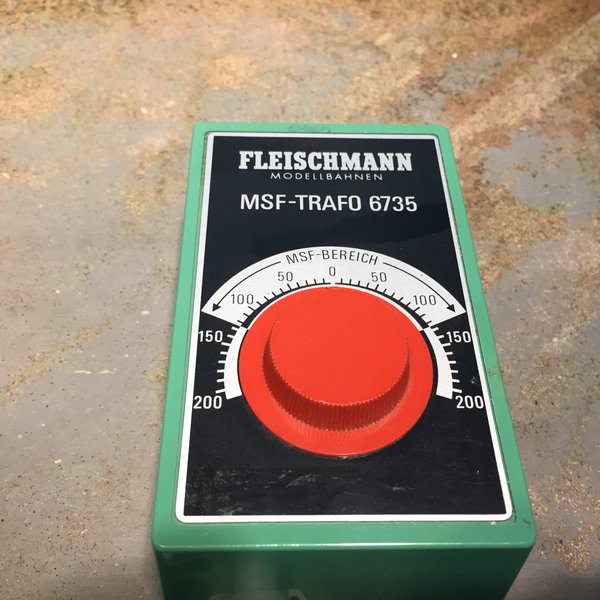 FLEISCHMANN
MODELLBAHNEN
MSF-TRAFO 6735
MSF-BEREICH
200 150 100 50 0 50 100 150 200